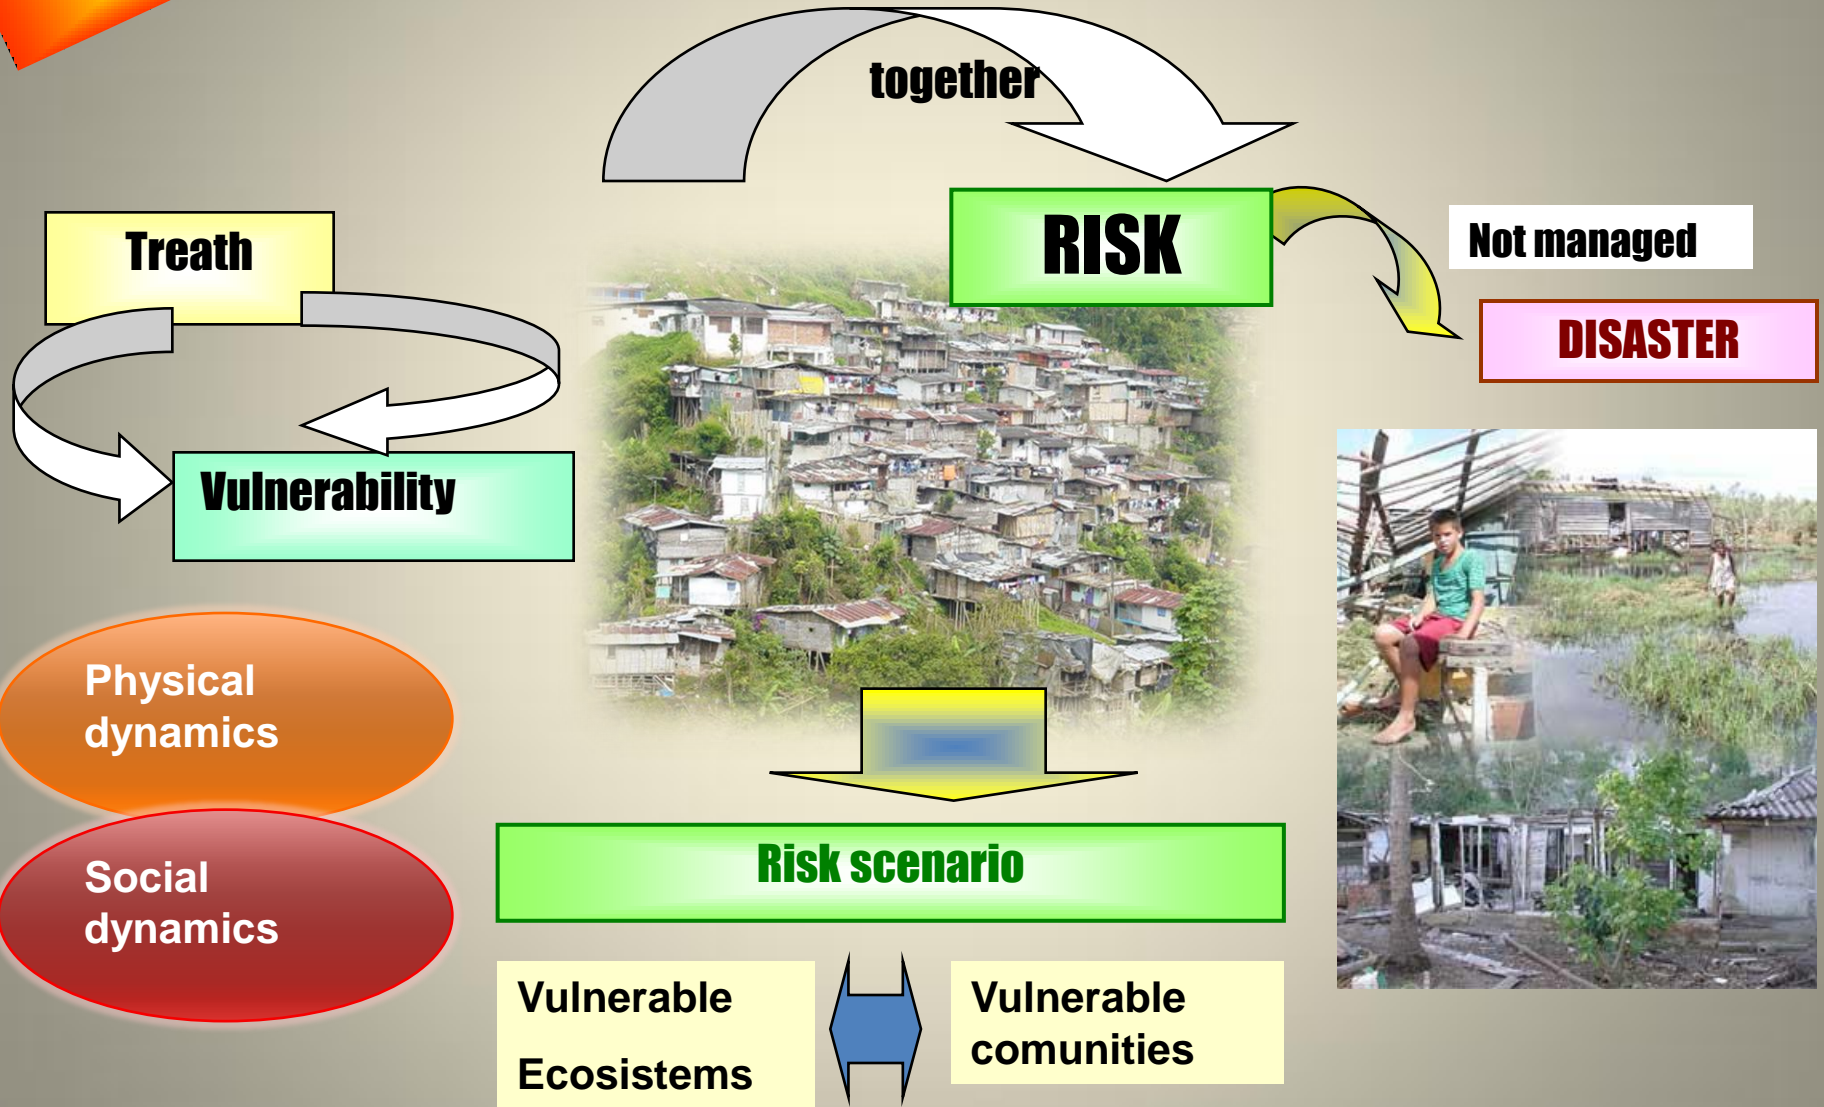 together
RISK
Treath
Not managed
DISASTER
Vulnerability
Physical
dynamics
Social
dynamics
Risk scenario
Vulnerable
Ecosistems
Vulnerable
comunities